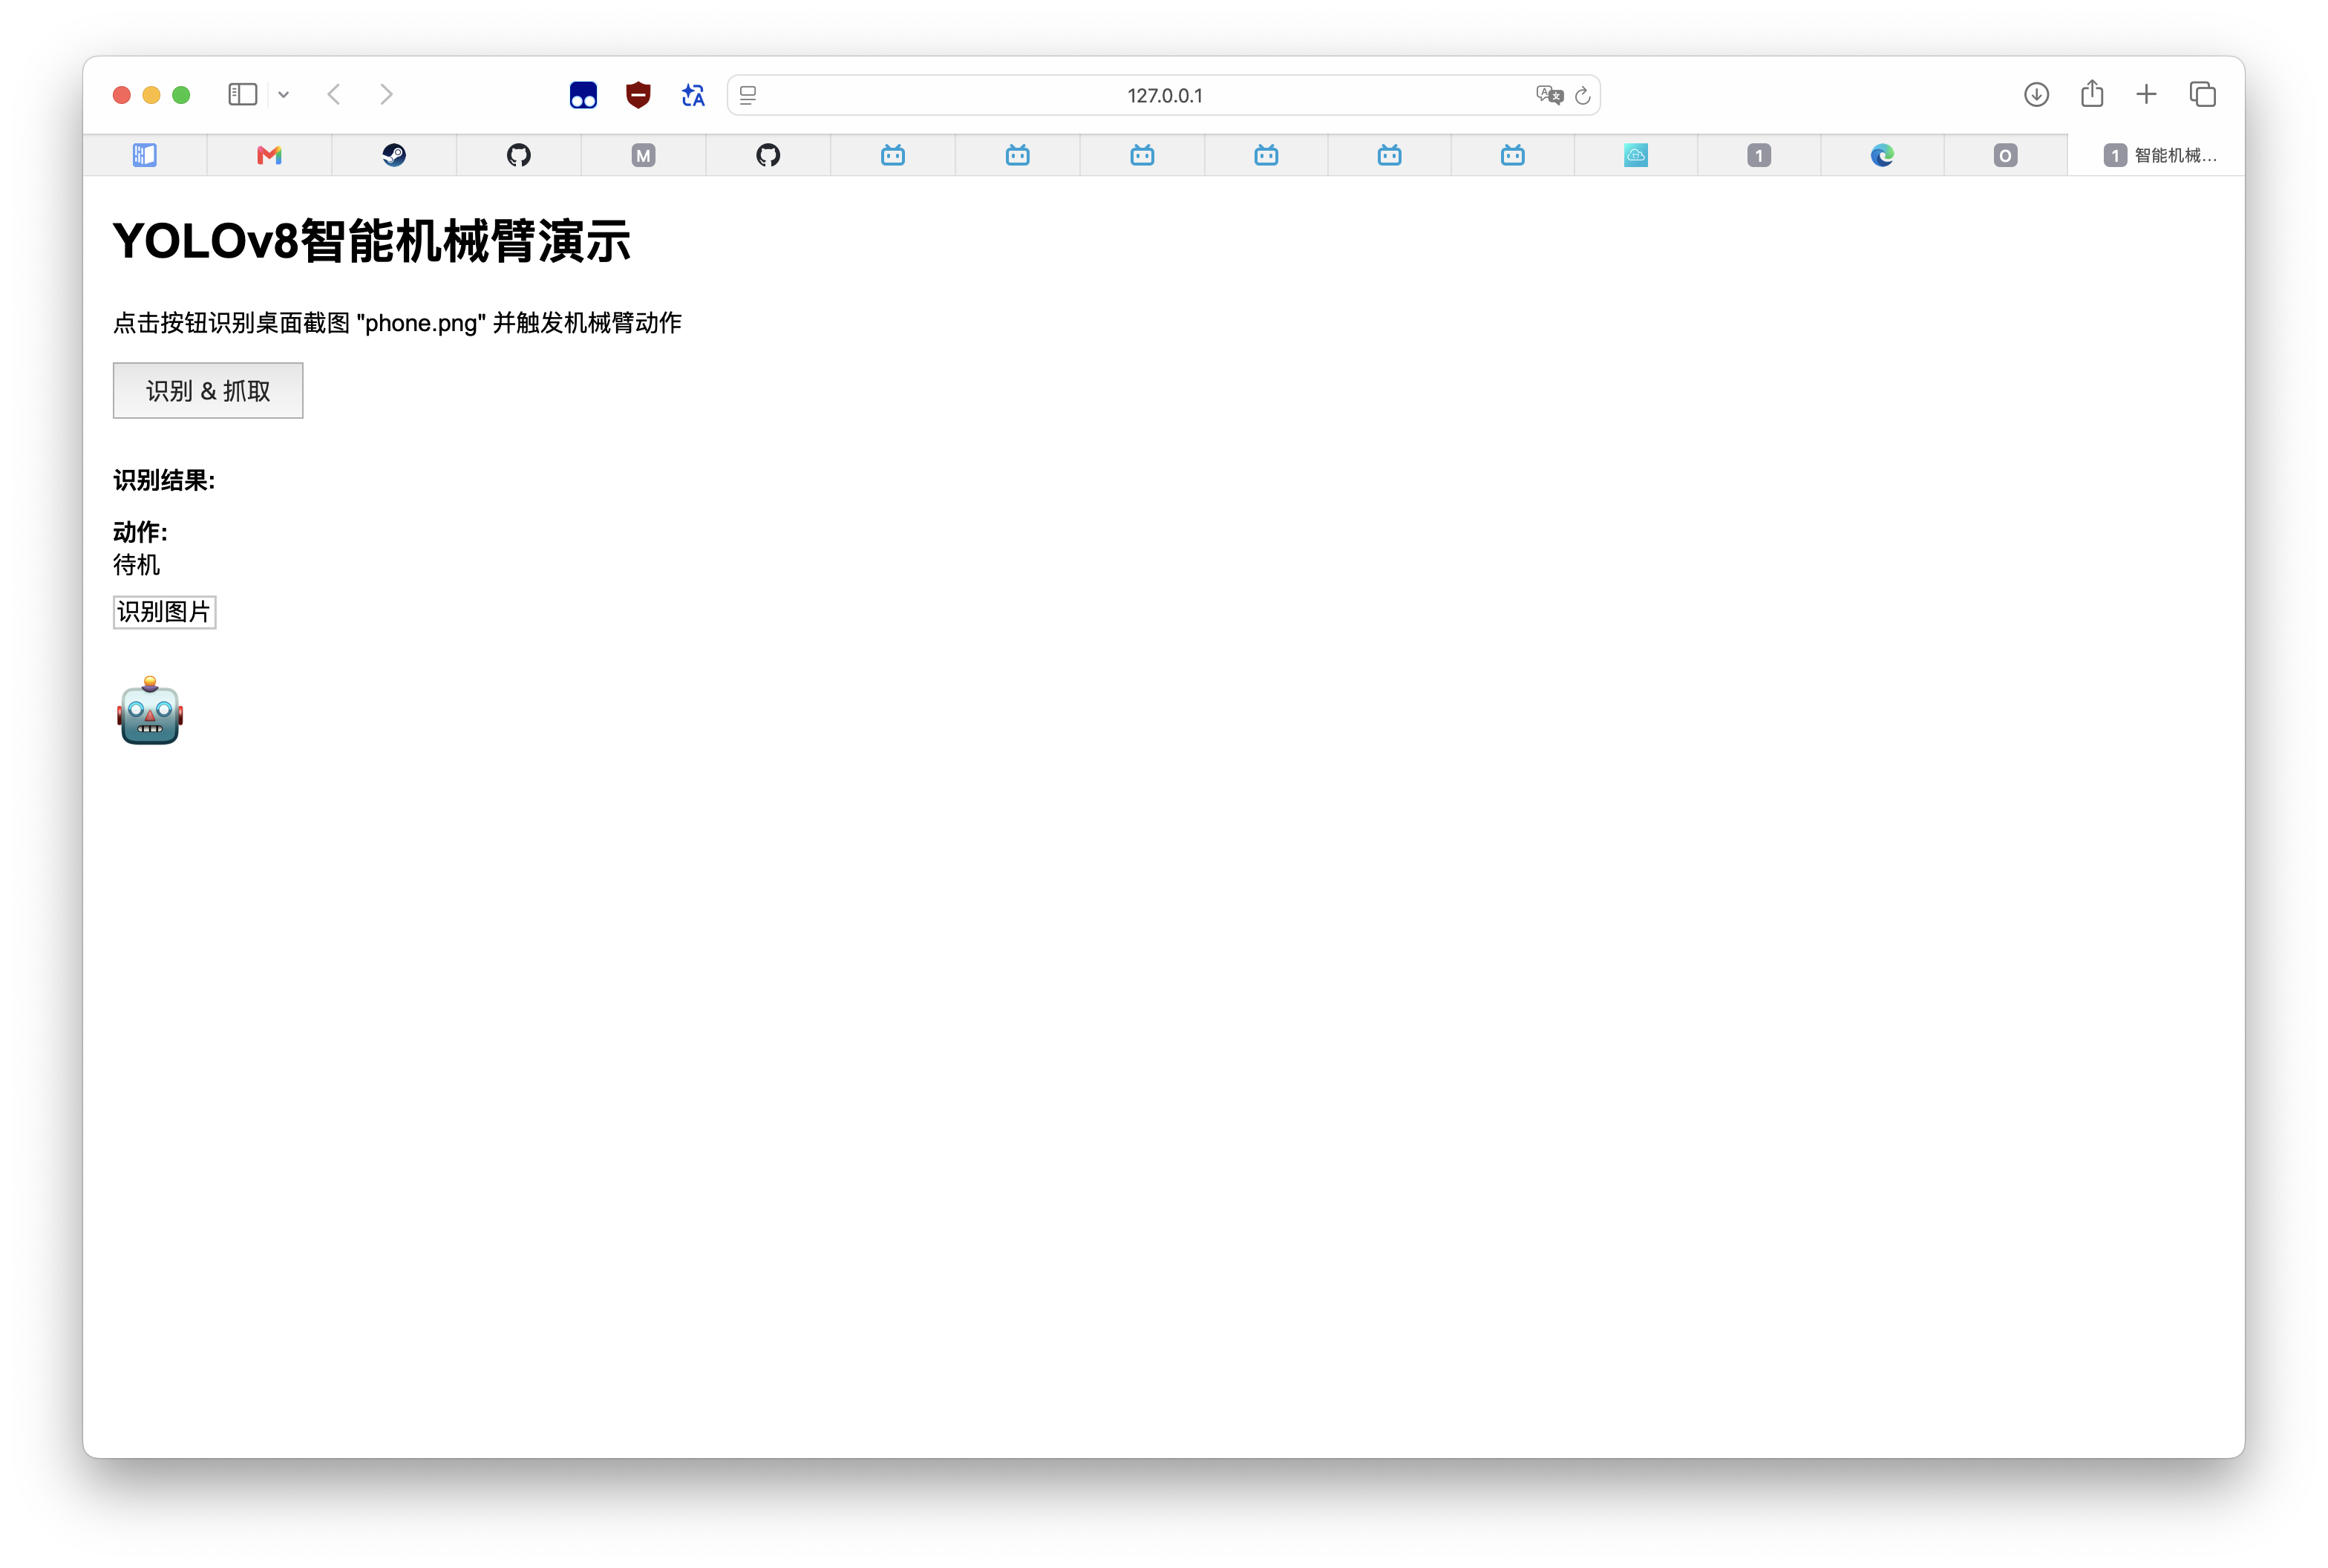 127.0.0.1
M
1
O
1 智能机械...
YOLOv8智能机械臂演示
点击按钮识别桌面截图 "phone.png" 并触发机械臂动作
识别 & 抓取
识别结果:
动作:
待机
识别图片